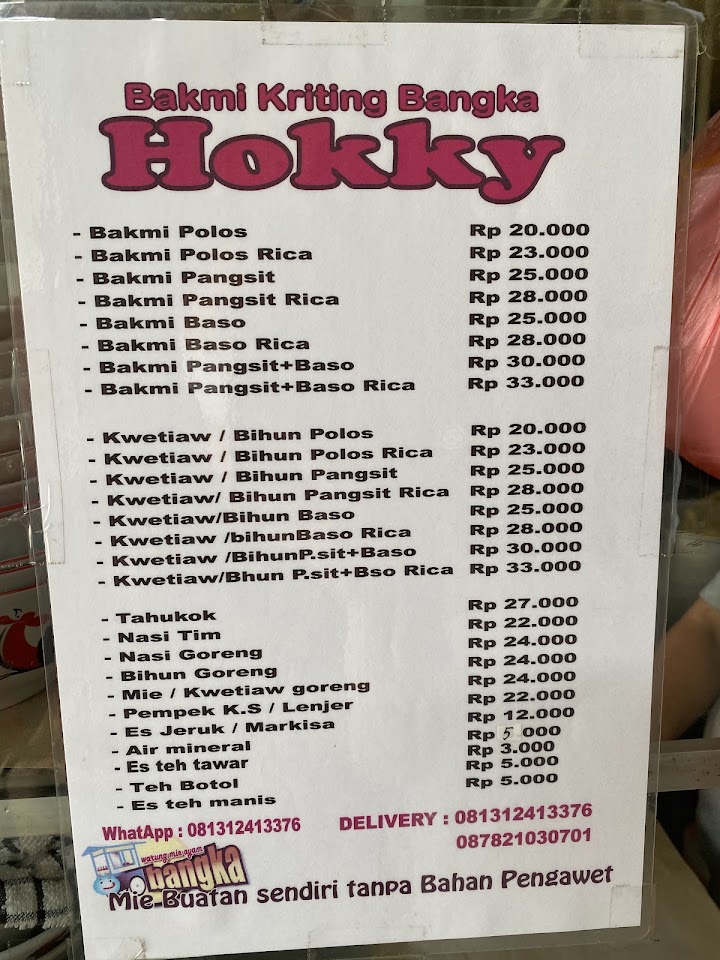 Bakmi Kriting Bangka
Hokky
- Bakmi Polos Rp 20.000
- Bakmi Polos Rica Rp 23.000
- Bakmi Pangsit Rp 25.000
- Bakmi Pangsit Rica Rp 28.000
- Bakmi Baso Rp 25.000
- Bakmi Baso Rica Rp 28.000
- Bakmi Pangsit+Baso Rp 30.000
- Bakmi Pangsit+Baso Rica Rp 33.000
- Kwetiaw / Bihun Polos Rp 20.000
- Kwetiaw / Bihun Polos Rica Rp 23.000
- Kwetiaw / Bihun Pangsit Rp 25.000
- Kwetiaw/ Bihun Pangsit Rica Rp 28.000
- Kwetiaw/Bihun Baso Rp 25.000
- Kwetiaw /bihunBaso Rica Rp 28.000
- Kwetiaw /BihunP.sit+Baso Rp 30.000
- Kwetiaw/Bhun P.sit+Bso Rica Rp 33.000
- Tahukok Rp 27.000
- Nasi Tim Rp 22.000
- Nasi Goreng Rp 24.000
- Bihun Goreng Rp 24.000
- Mie / Kwetiaw goreng Rp 24.000
- Pempek K.S / Lenjer Rp 22.000
- Es Jeruk / Markisa Rp 12.000
- Air mineral Rp 5.000
- Es teh tawar Rp 3.000
- Teh Botol Rp 5.000
- Es teh manis Rp 5.000
WhatApp : 081312413376 DELIVERY : 081312413376
087821030701
warung mie ayam
bangka
Mie Buatan sendiri tanpa Bahan Pengawet